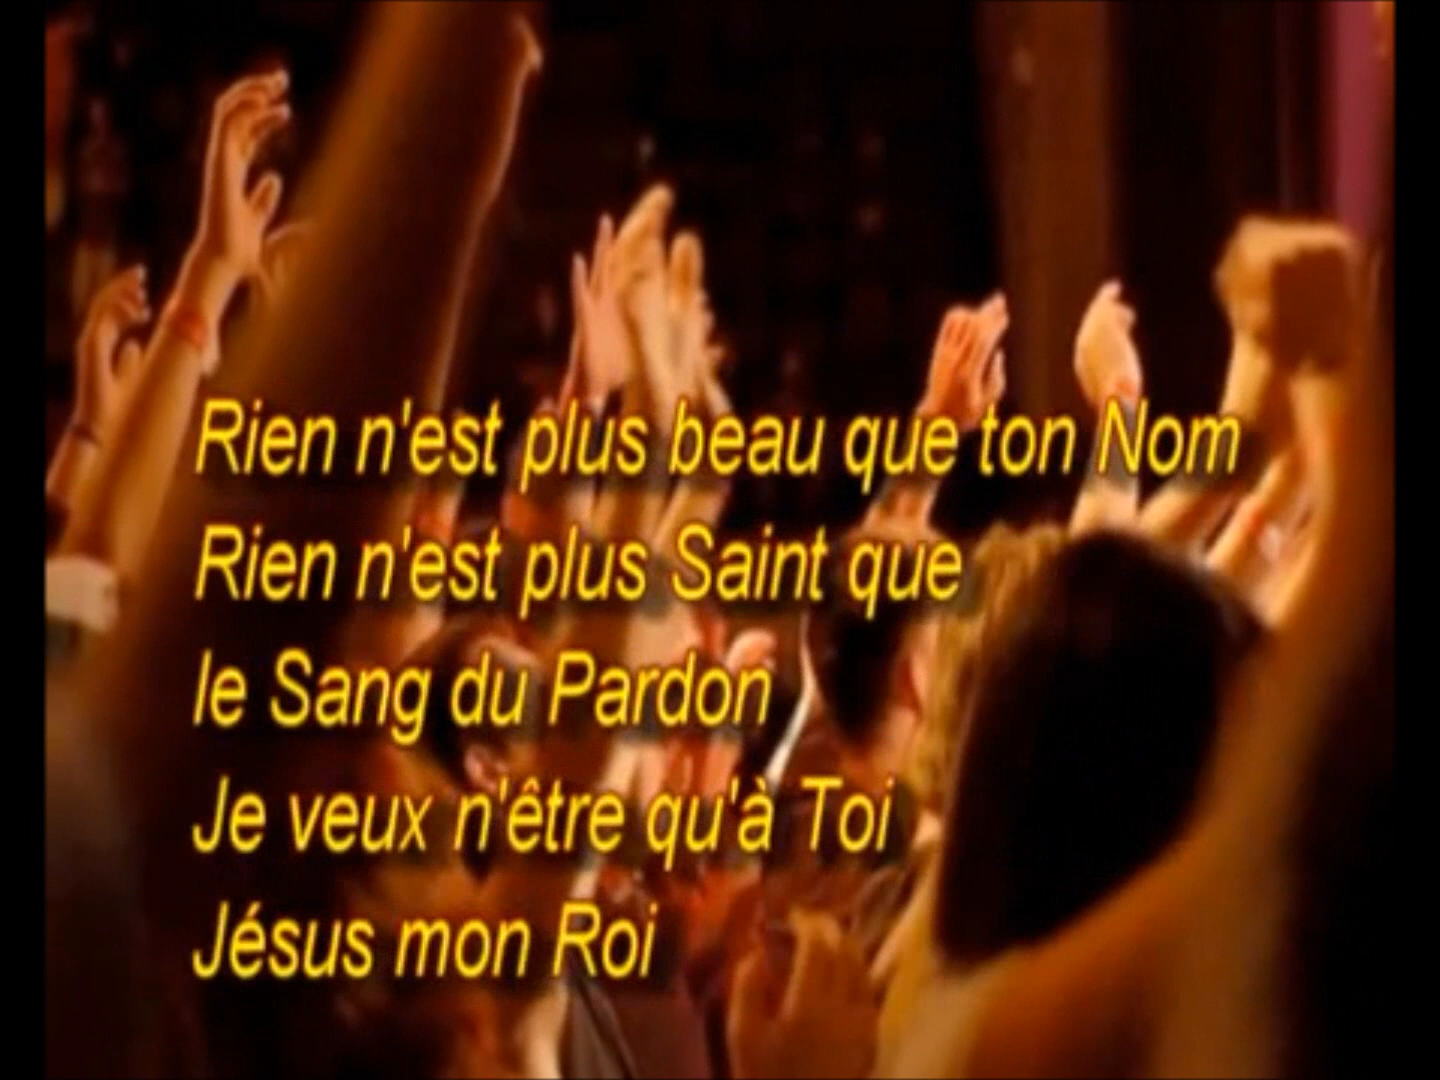 Rien n'est plus beau que ton Nom
Rien n'est plus Saint que
le Sang du Pardon
Je veux n'être qu'à Toi
Jésus mon Roi